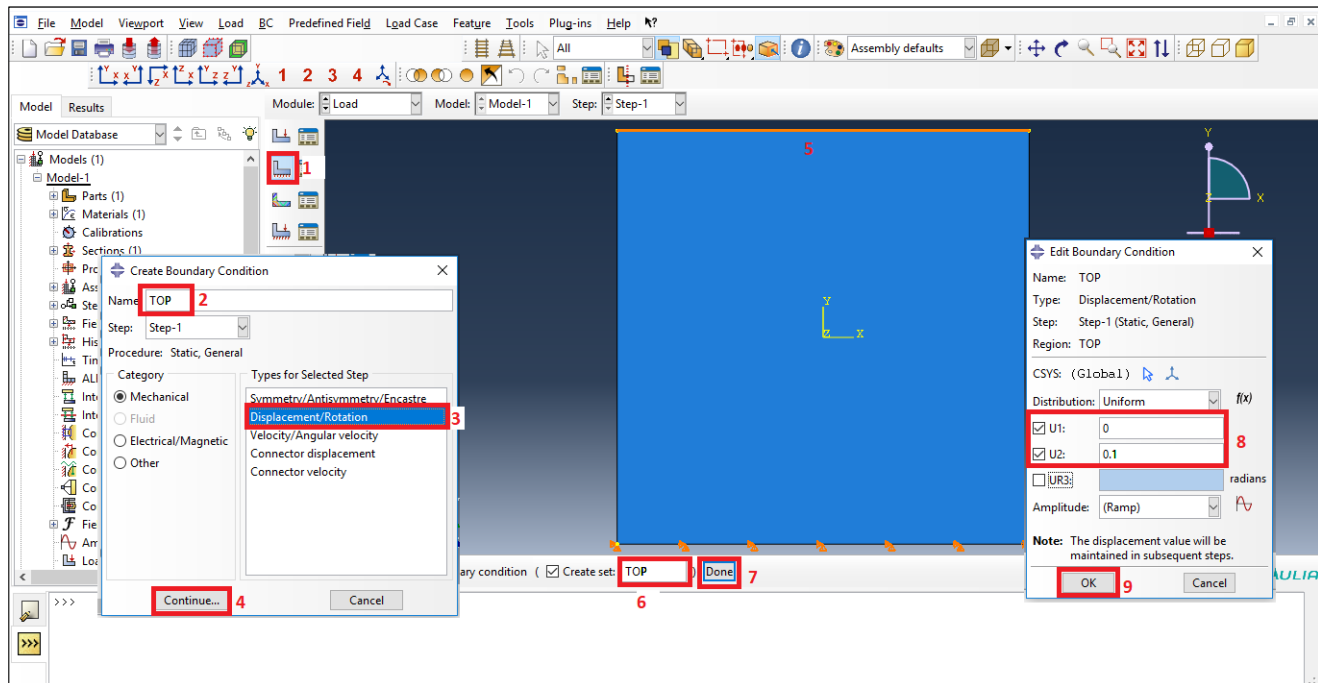 File Model Viewport View Load BC Predefined Field Load Case Feature Tools Plug-ins Help
All
Assembly defaults
1 2 3 4
Model Results
Module: Load Model: Model-1 Step: Step-1
Model Database
Models (1)
Model-1
Parts (1)
Materials (1)
Calibrations
Sections (1)
1
5
Y
X
Z
Y
Z X
Create Boundary Condition
Name: TOP 2
Step: Step-1
Procedure: Static, General
Category
Mechanical
Fluid
Electrical/Magnetic
Other
Types for Selected Step
Symmetry/Antisymmetry/Encastre
Displacement/Rotation 3
Velocity/Angular velocity
Connector displacement
Connector velocity
Continue... 4
Cancel
ary condition ( Create set: TOP ) Done 7
6
Edit Boundary Condition
Name: TOP
Type: Displacement/Rotation
Step: Step-1 (Static, General)
Region: TOP
CSYS: (Global)
Distribution: Uniform f(x)
U1: 0
U2: 0.1
8
UR3: radians
Amplitude: (Ramp)
Note: The displacement value will be
maintained in subsequent steps.
OK 9 Cancel
>>>
>>>